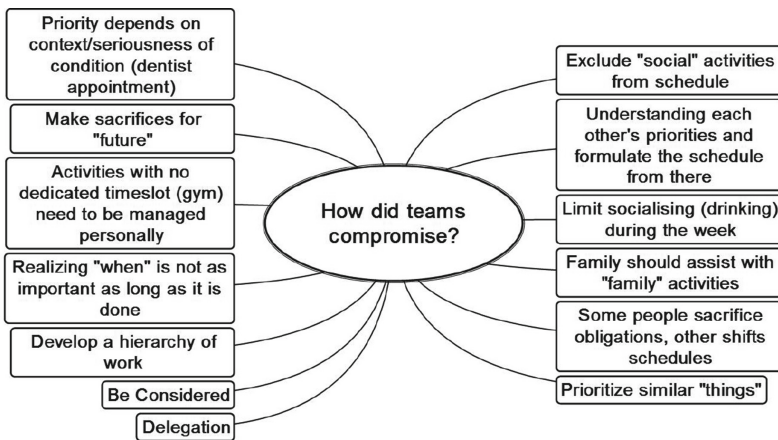 Priority depends on
context/seriousness of
condition (dentist
appointment)
Make sacrifices for
"future"
Activities with no
dedicated timeslot (gym)
need to be managed
personally
Realizing "when" is not as
important as long as it is
done
Develop a hierarchy of
work
Be Considered
Delegation
How did teams
compromise?
Exclude "social" activities
from schedule
Understanding each
other's priorities and
formulate the schedule
from there
Limit socialising (drinking)
during the week
Family should assist with
"family" activities
Some people sacrifice
obligations, other shifts
schedules
Prioritize similar "things"